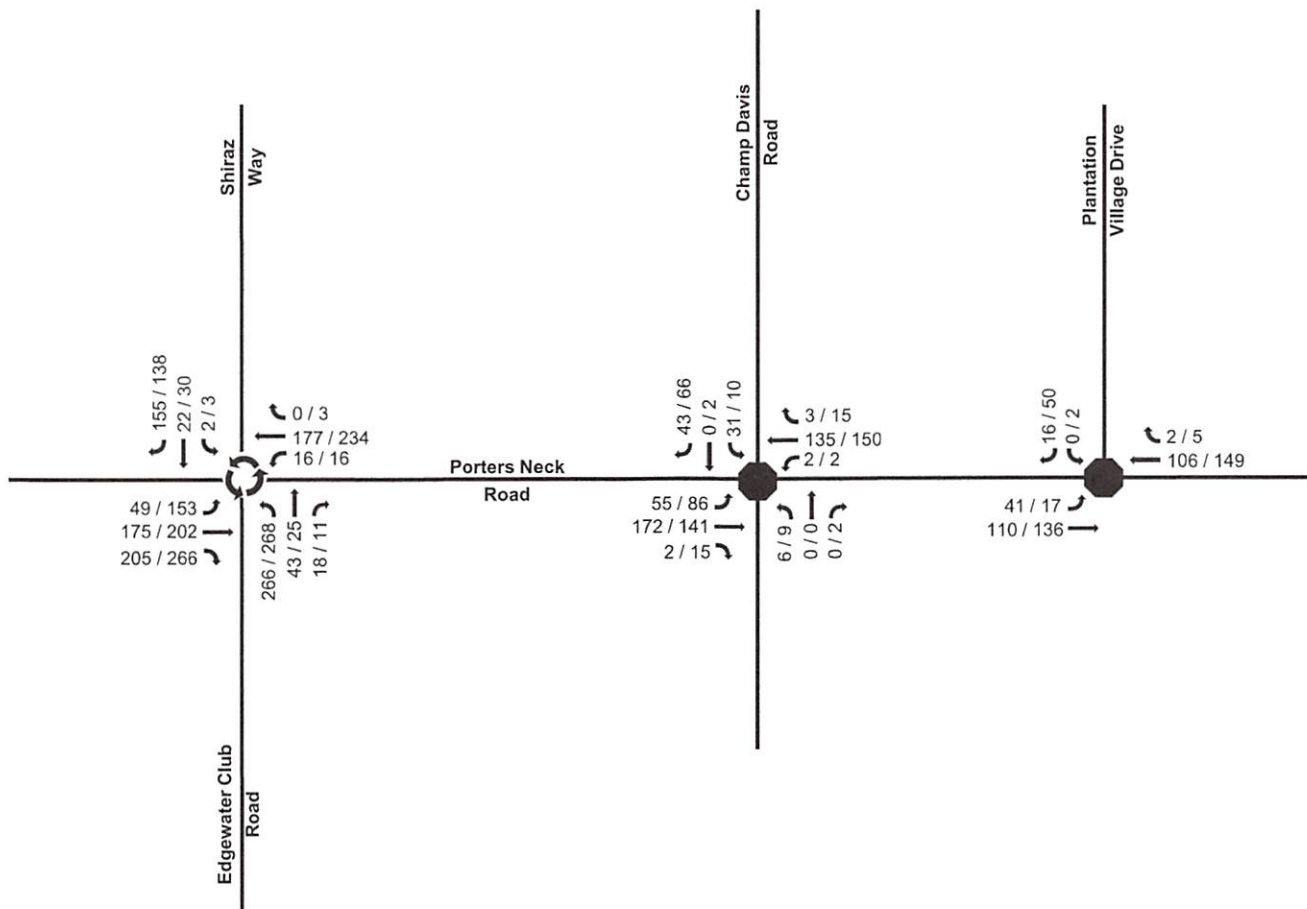 Shiraz
Way
Champ Davis
Road
Plantation
Village Drive
155 / 138
22 / 30
2 / 3
0 / 3
177 / 234
16 / 16
49 / 153
175 / 202
205 / 266
266 / 268
43 / 25
18 / 11
Porters Neck
Road
43 / 66
0 / 2
31 / 10
3 / 15
135 / 150
2 / 2
55 / 86
172 / 141
2 / 15
6 / 9
0 / 0
0 / 2
16 / 50
0 / 2
2 / 5
106 / 149
41 / 17
110 / 136
Edgewater Club
Road